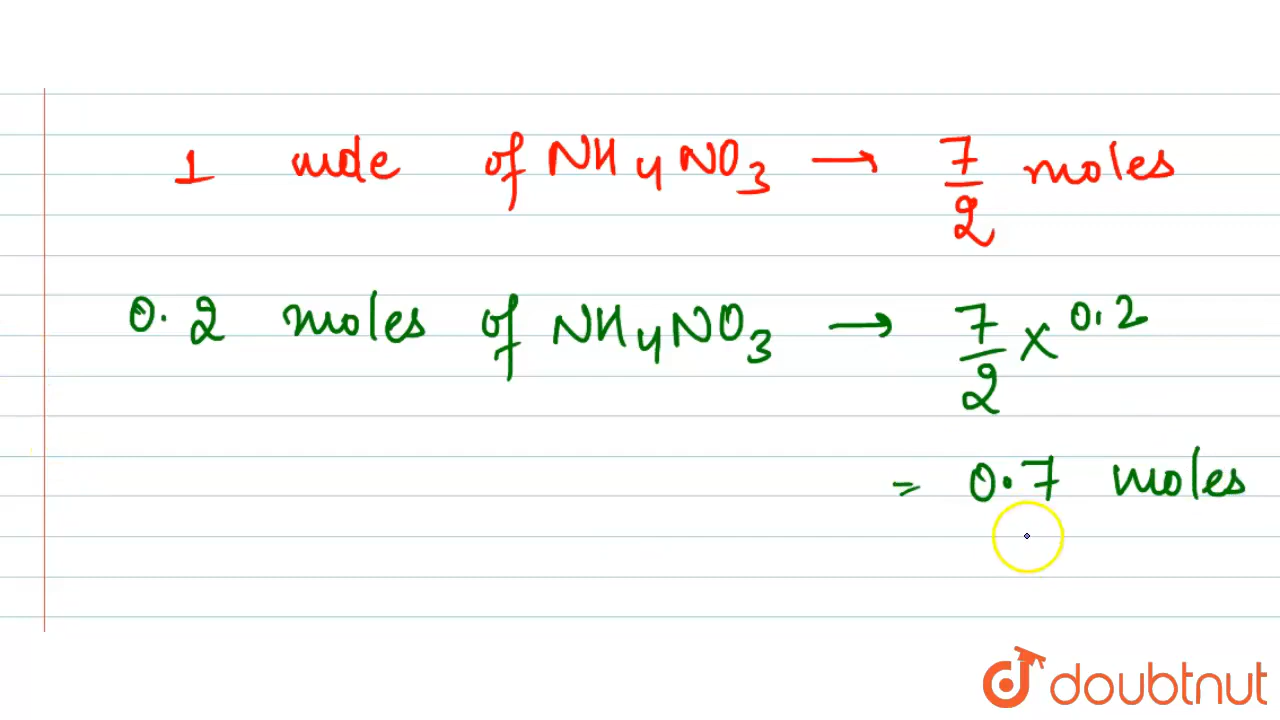 1 mole of NH4NO3 → 7/2 moles
0.2 moles of NH4NO3 → 7/2 × 0.2
= 0.7 moles
doubtnut